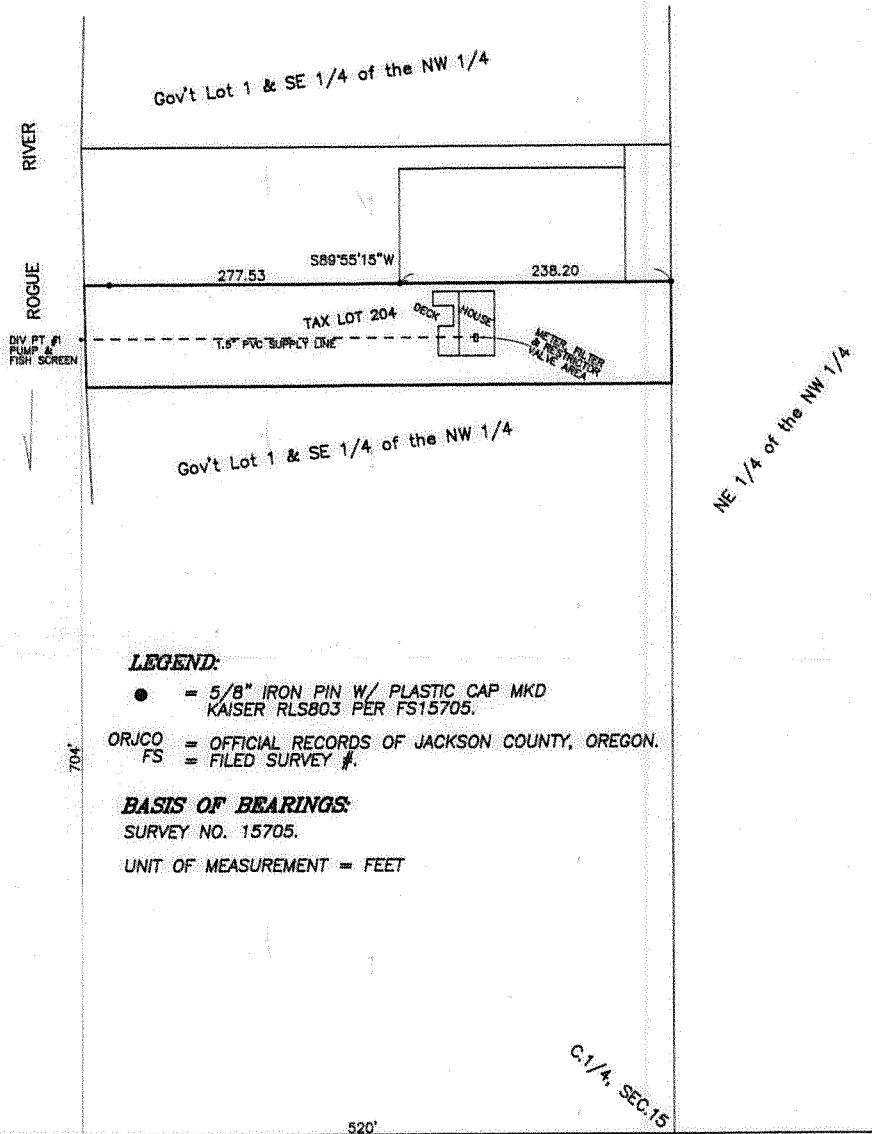 Gov't Lot 1 & SE 1/4 of the NW 1/4
ROGUE RIVER
S89°55'15"W
277.53
238.20
TAX LOT 204
DECK
HOUSE
DIV PT #1
PUMP &
FISH SCREEN
1.5" PVC SUPPLY LINE
METER, FILTER
& RESTRICTOR
VALVE AREA
Gov't Lot 1 & SE 1/4 of the NW 1/4
NE 1/4 of the NW 1/4
LEGEND:
= 5/8" IRON PIN W/ PLASTIC CAP MKD
KAISER RLS803 PER FS15705.
ORJCO = OFFICIAL RECORDS OF JACKSON COUNTY, OREGON.
FS = FILED SURVEY #.
704'
BASIS OF BEARINGS:
SURVEY NO. 15705.
UNIT OF MEASUREMENT = FEET
C.1/4, SEC.15
520'